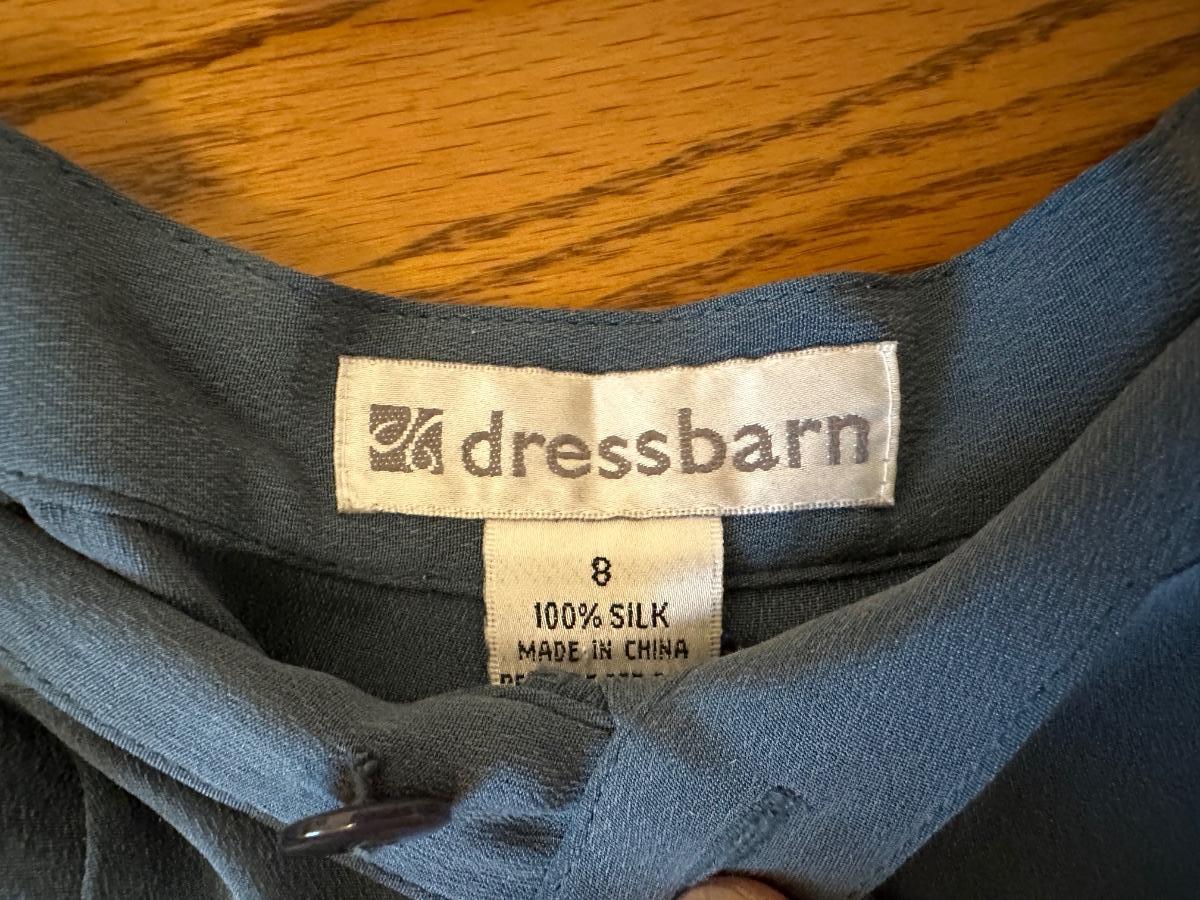 dressbarn
8
100% SILK
MADE IN CHINA